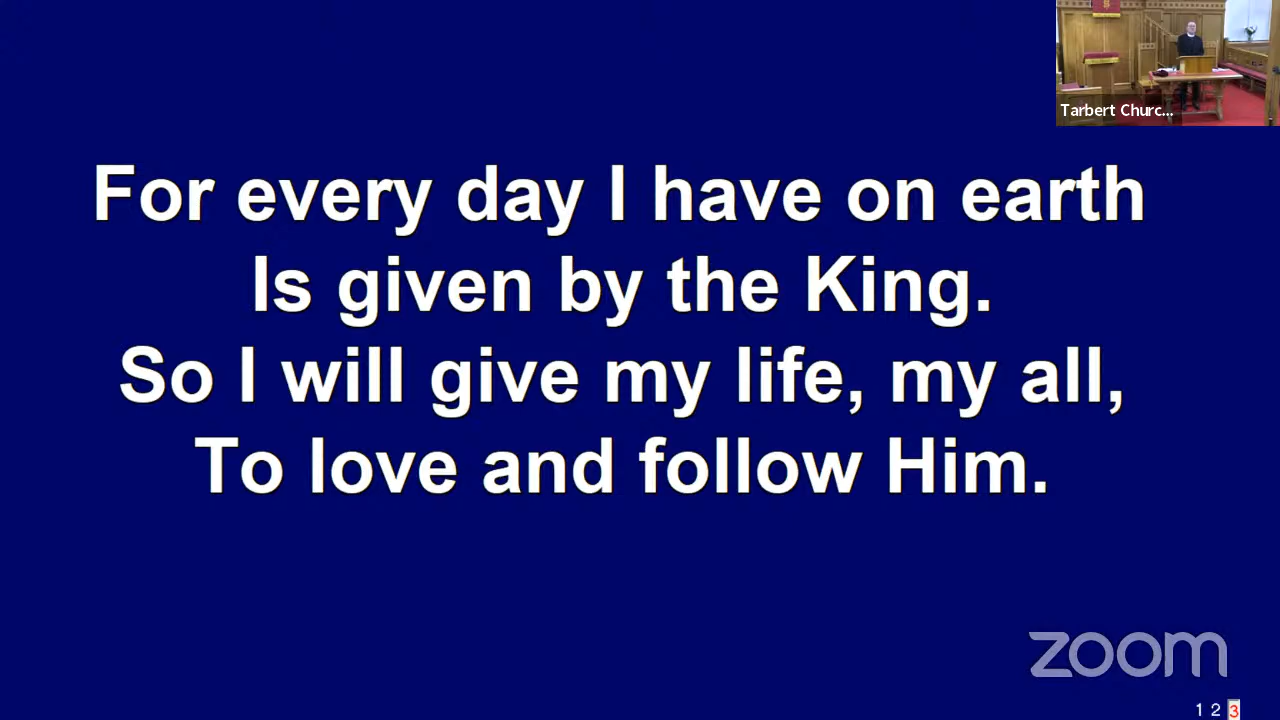 Tarbert Churc...
For every day I have on earth
Is given by the King.
So I will give my life, my all,
To love and follow Him.
zoom
1 2 3